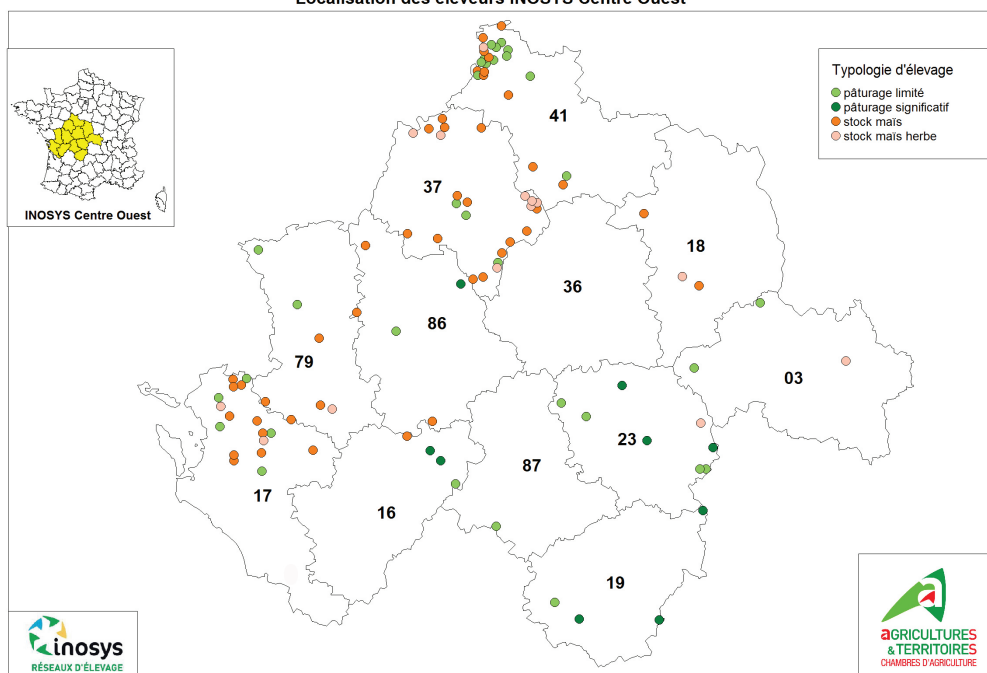 Localisation des éleveurs INOSYS Centre Ouest
INOSYS Centre Ouest
Typologie d'élevage
pâturage limité
pâturage significatif
stock maïs
stock maïs herbe
41
37
18
36
86
79
03
23
87
17
16
19
inosys
RÉSEAUX D'ÉLEVAGE
aGRICULTURES
& TERRITOIRES
CHAMBRES D'AGRICULTURE